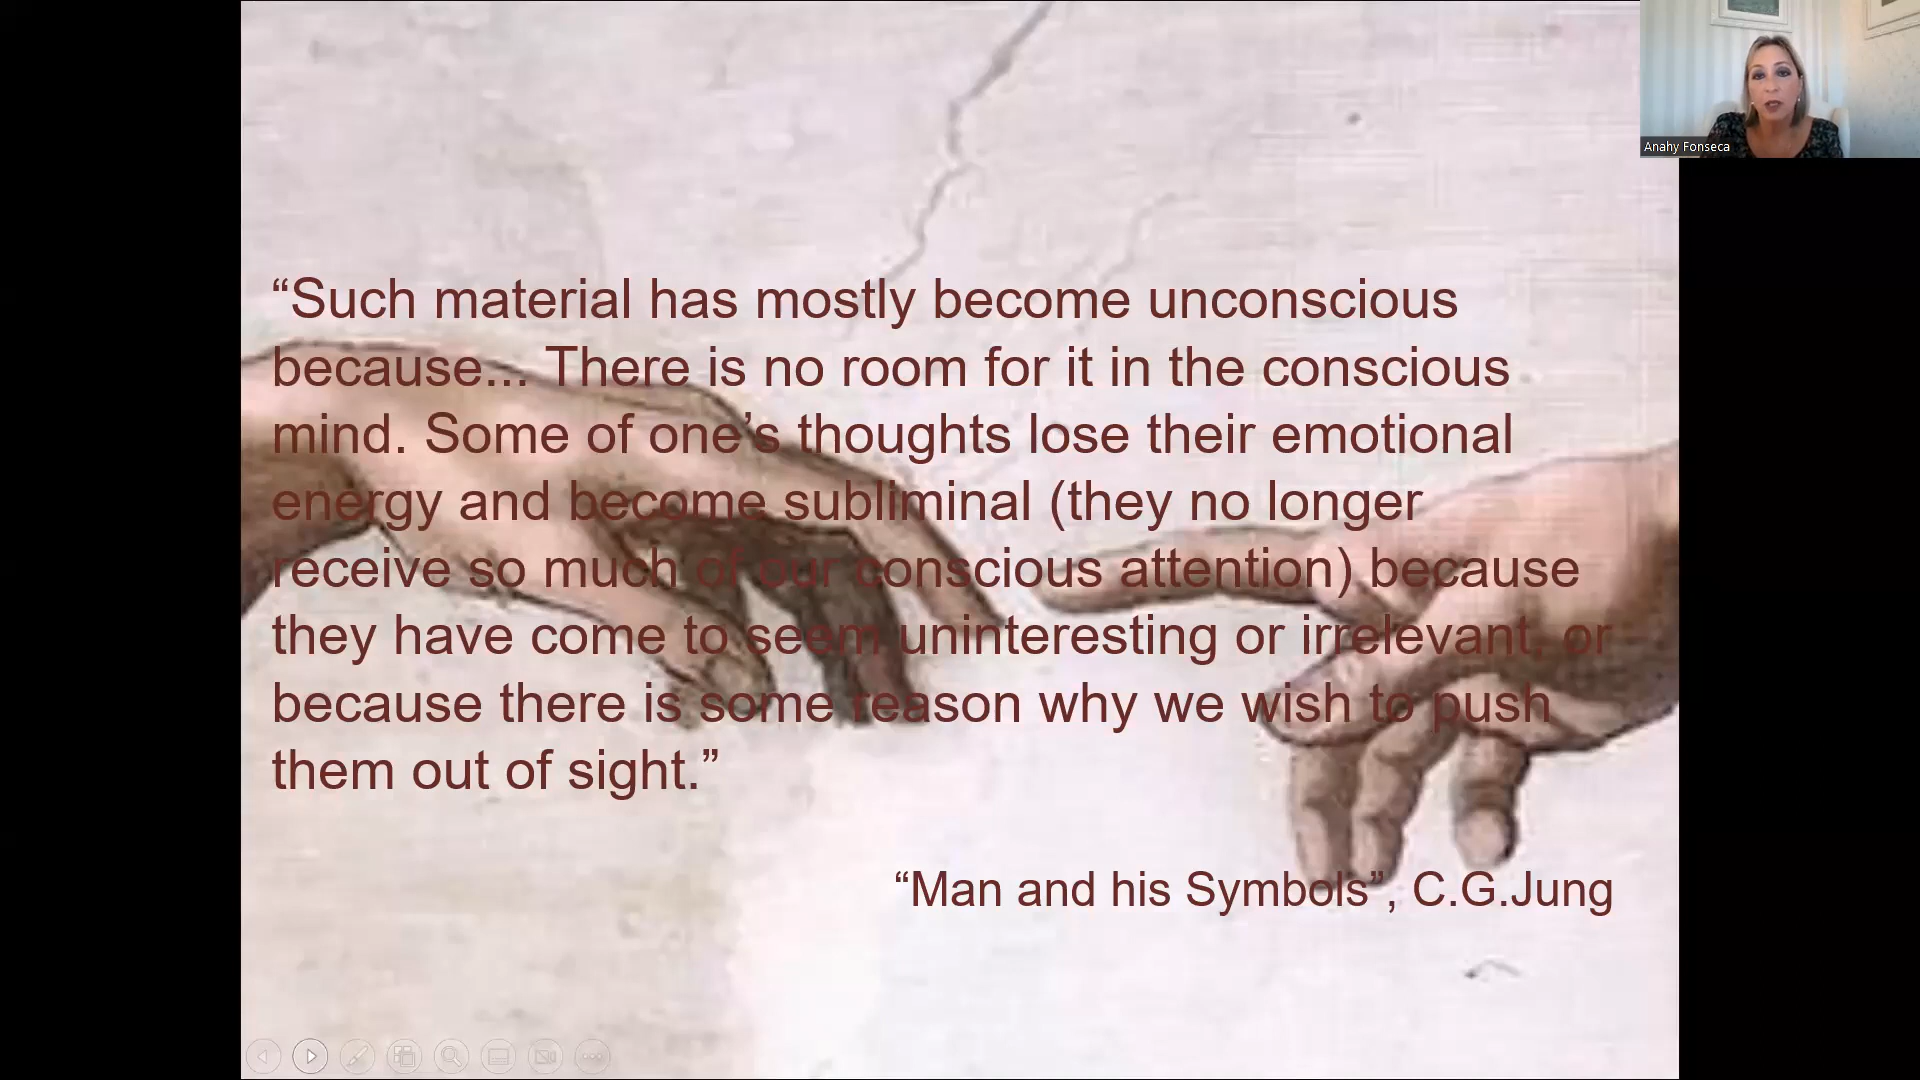 Anahy Fonseca
“Such material has mostly become unconscious
because... There is no room for it in the conscious
mind. Some of one’s thoughts lose their emotional
energy and become subliminal (they no longer
receive so much of our conscious attention) because
they have come to seem uninteresting or irrelevant, or
because there is some reason why we wish to push
them out of sight.”
“Man and his Symbols”, C.G.Jung